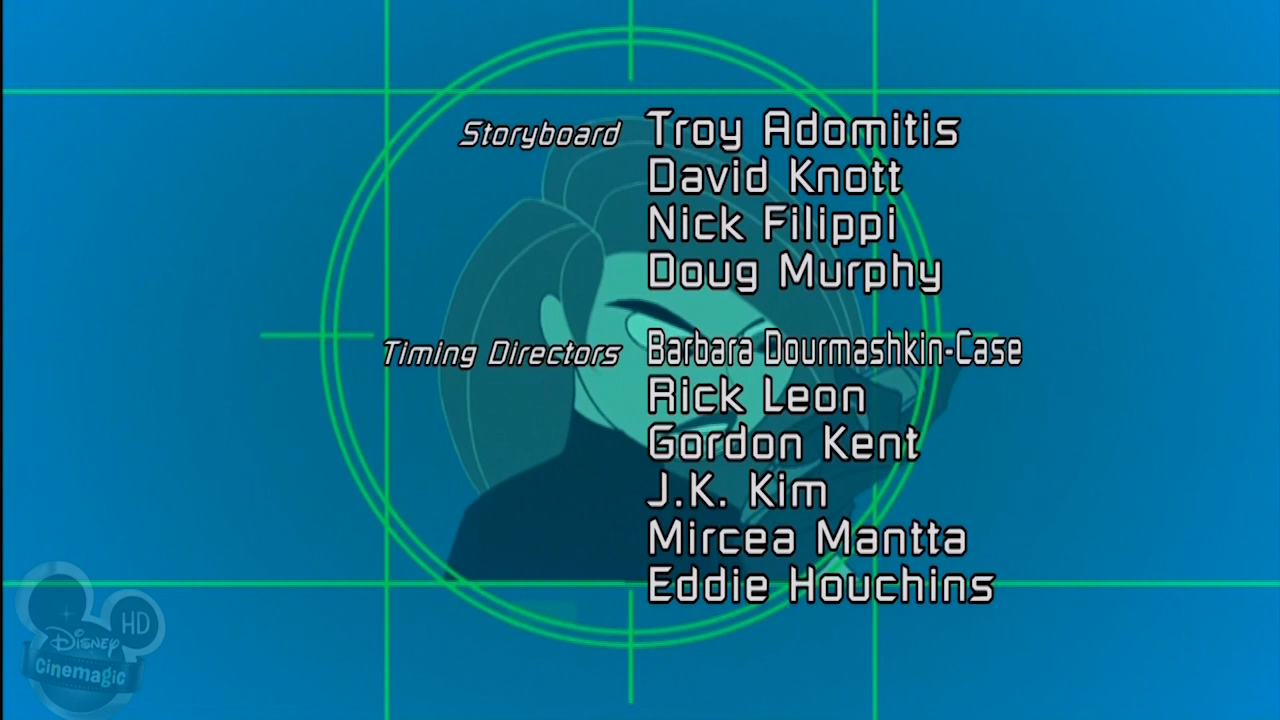 Storyboard Troy Adomitis
David Knott
Nick Filippi
Doug Murphy
Timing Directors Barbara Dourmashkin-Case
Rick Leon
Gordon Kent
J.K. Kim
Mircea Mantta
Eddie Houchins
HD
Disney
Cinemagic